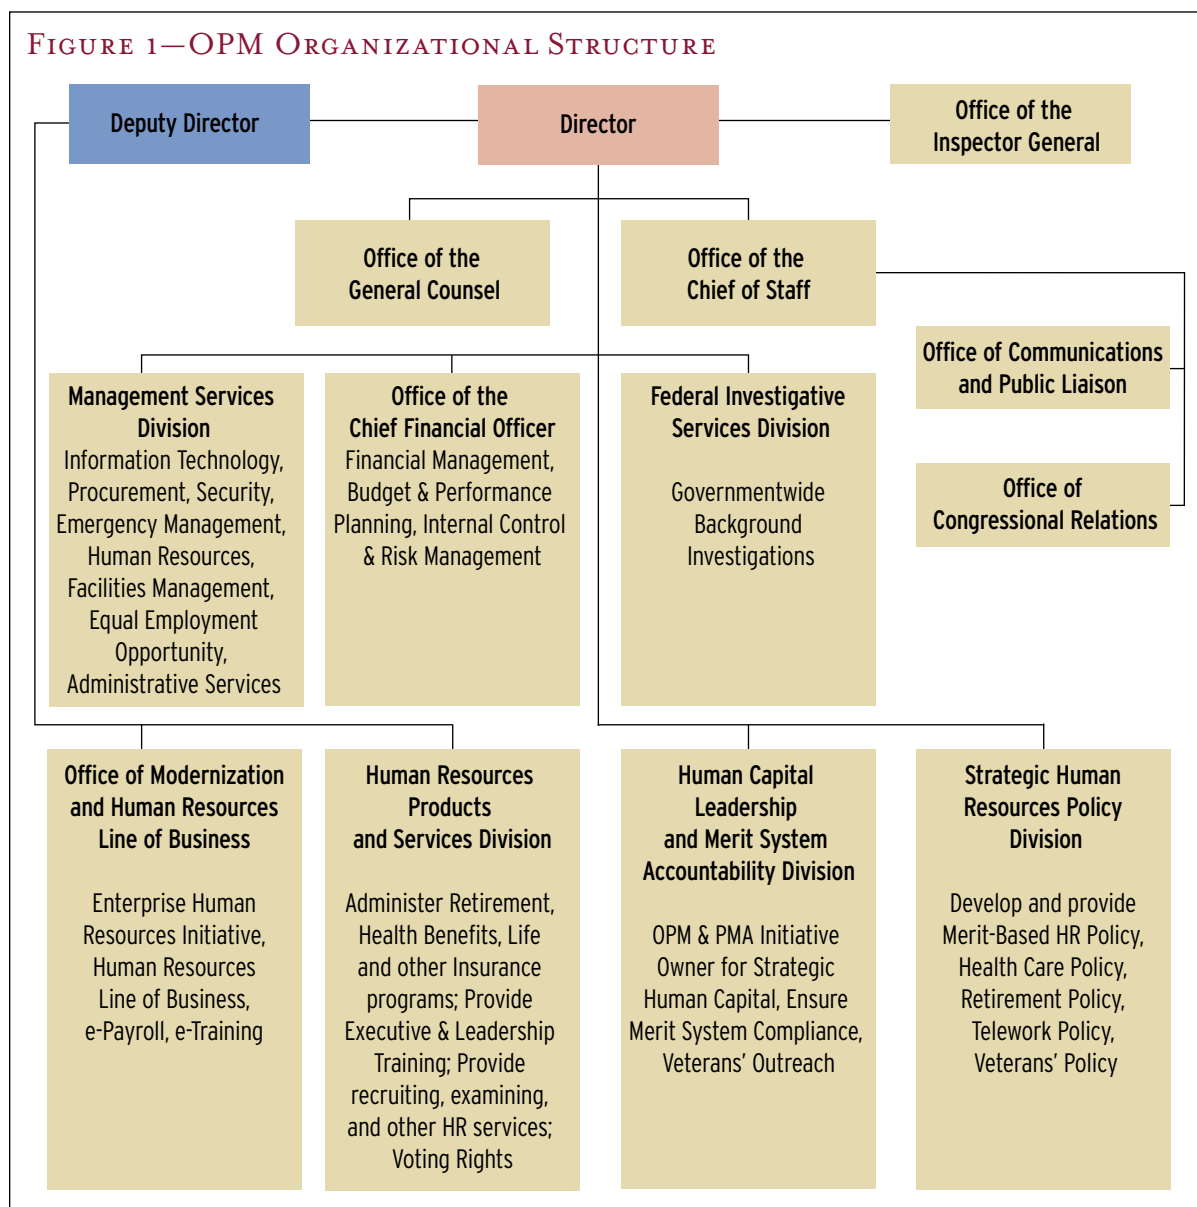 FIGURE 1—OPM ORGANIZATIONAL STRUCTURE
Deputy Director
Director
Office of the
Inspector General
Office of the
General Counsel
Office of the
Chief of Staff
Office of Communications
and Public Liaison
Office of
Congressional Relations
Management Services
Division
Information Technology,
Procurement, Security,
Emergency Management,
Human Resources,
Facilities Management,
Equal Employment
Opportunity,
Administrative Services
Office of the
Chief Financial Officer
Financial Management,
Budget & Performance
Planning, Internal Control
& Risk Management
Federal Investigative
Services Division
Governmentwide
Background
Investigations
Office of Modernization
and Human Resources
Line of Business
Enterprise Human
Resources Initiative,
Human Resources
Line of Business,
e-Payroll, e-Training
Human Resources
Products
and Services Division
Administer Retirement,
Health Benefits, Life
and other Insurance
programs; Provide
Executive & Leadership
Training; Provide
recruiting, examining,
and other HR services;
Voting Rights
Human Capital
Leadership
and Merit System
Accountability Division
OPM & PMA Initiative
Owner for Strategic
Human Capital, Ensure
Merit System Compliance,
Veterans’ Outreach
Strategic Human
Resources Policy
Division
Develop and provide
Merit-Based HR Policy,
Health Care Policy,
Retirement Policy,
Telework Policy,
Veterans’ Policy